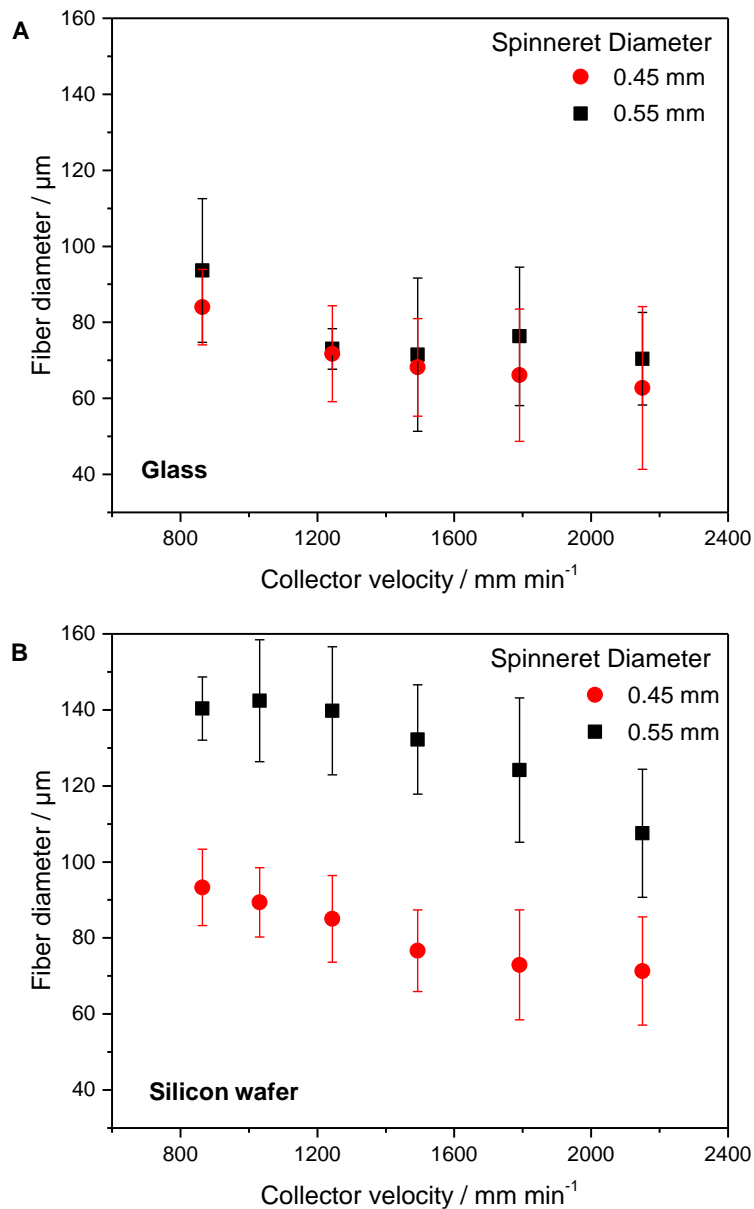 A
160
140
120
100
80
60
40
Fiber diameter / µm
Spinneret Diameter
0.45 mm
0.55 mm
Glass
800 1200 1600 2000 2400
Collector velocity / mm min⁻¹
B
160
140
120
100
80
60
40
Fiber diameter / µm
Spinneret Diameter
0.45 mm
0.55 mm
Silicon wafer
800 1200 1600 2000 2400
Collector velocity / mm min⁻¹